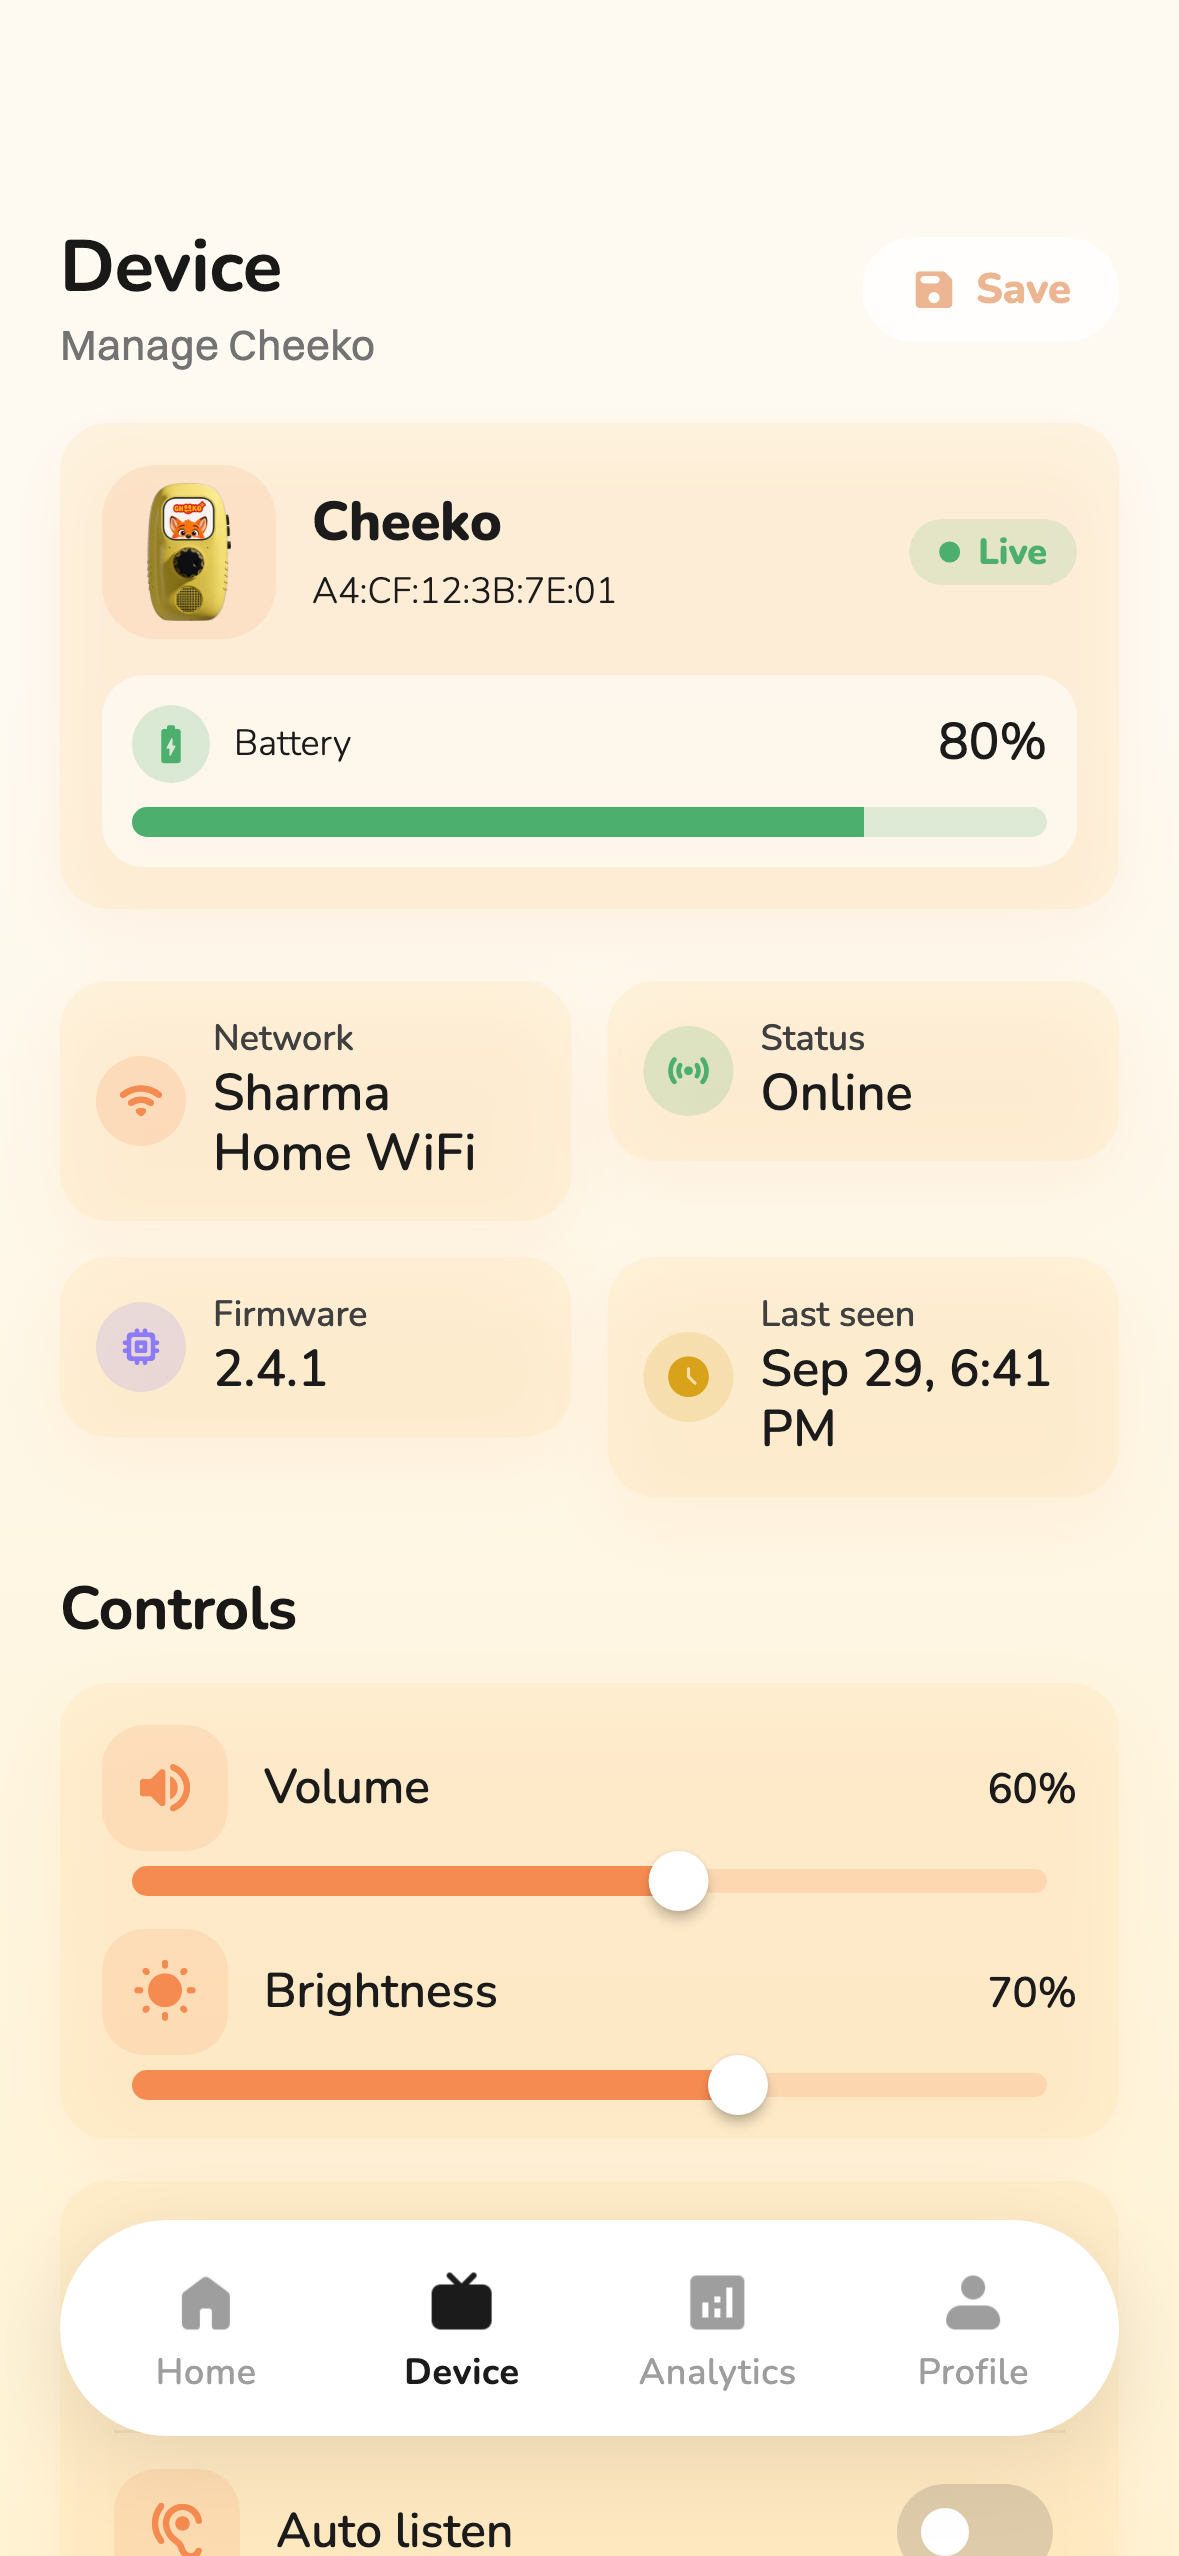 Device
Save
Manage Cheeko
CHEEKO
Cheeko
A4:CF:12:3B:7E:01
Live
Battery
80%
Network
Sharma
Home WiFi
Status
Online
Firmware
2.4.1
Last seen
Sep 29, 6:41
PM
Controls
Volume
60%
Brightness
70%
Home
Device
Analytics
Profile
Auto listen